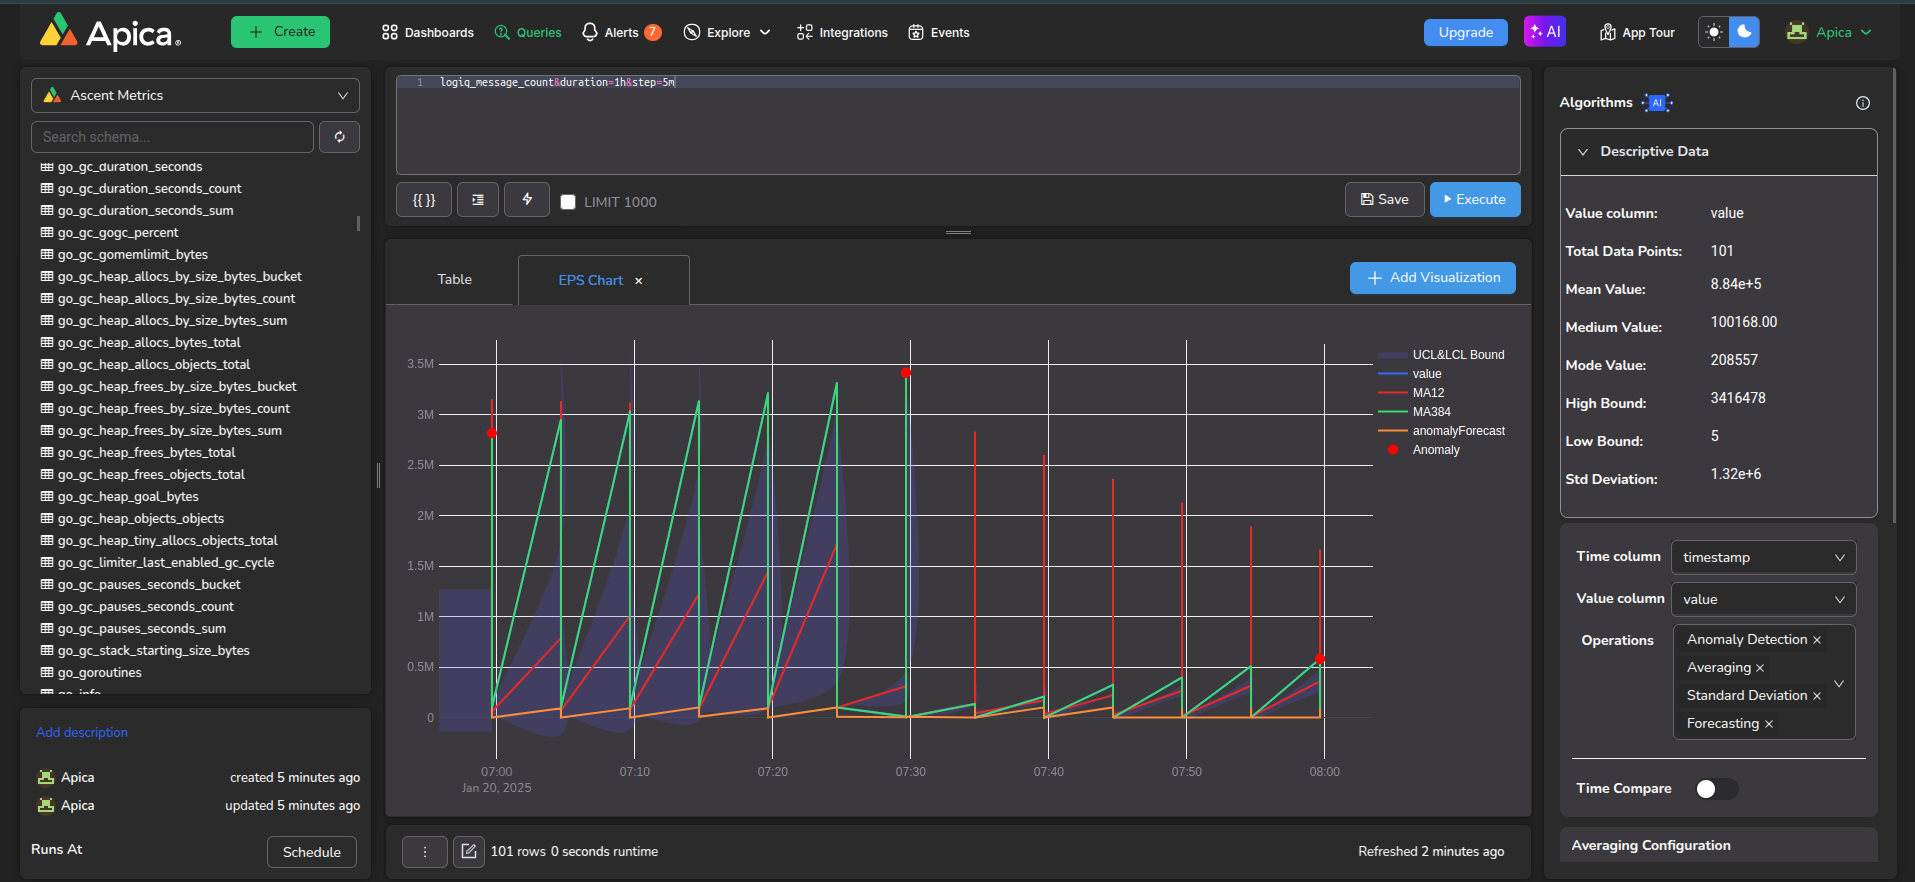 Apica
Create
Dashboards
Queries
Alerts 7
Explore
Integrations
Events
Upgrade
AI
App Tour
Apica
Ascent Metrics
Search schema...
go_gc_duration_seconds
go_gc_duration_seconds_count
go_gc_duration_seconds_sum
go_gc_gogc_percent
go_gc_gomemlimit_bytes
go_gc_heap_allocs_by_size_bytes_bucket
go_gc_heap_allocs_by_size_bytes_count
go_gc_heap_allocs_by_size_bytes_sum
go_gc_heap_allocs_bytes_total
go_gc_heap_allocs_objects_total
go_gc_heap_frees_by_size_bytes_bucket
go_gc_heap_frees_by_size_bytes_count
go_gc_heap_frees_by_size_bytes_sum
go_gc_heap_frees_bytes_total
go_gc_heap_frees_objects_total
go_gc_heap_goal_bytes
go_gc_heap_objects_objects
go_gc_heap_tiny_allocs_objects_total
go_gc_limiter_last_enabled_gc_cycle
go_gc_pauses_seconds_bucket
go_gc_pauses_seconds_count
go_gc_pauses_seconds_sum
go_gc_stack_starting_size_bytes
go_goroutines
go_info
Add description
Apica created 5 minutes ago
Apica updated 5 minutes ago
Runs At
Schedule
1 logiq_message_count&duration=1h&step=5m
{{ }}
LIMIT 1000
Save
Execute
Table
EPS Chart ×
Add Visualization
3.5M
3M
2.5M
2M
1.5M
1M
0.5M
0
07:00
07:10
07:20
07:30
07:40
07:50
08:00
Jan 20, 2025
UCL&LCL Bound
value
MA12
MA384
anomalyForecast
Anomaly
101 rows 0 seconds runtime
Refreshed 2 minutes ago
Algorithms AI
Descriptive Data
Value column: value
Total Data Points: 101
Mean Value: 8.84e+5
Medium Value: 100168.00
Mode Value: 208557
High Bound: 3416478
Low Bound: 5
Std Deviation: 1.32e+6
Time column timestamp
Value column value
Operations
Anomaly Detection ×
Averaging ×
Standard Deviation ×
Forecasting ×
Time Compare
Averaging Configuration